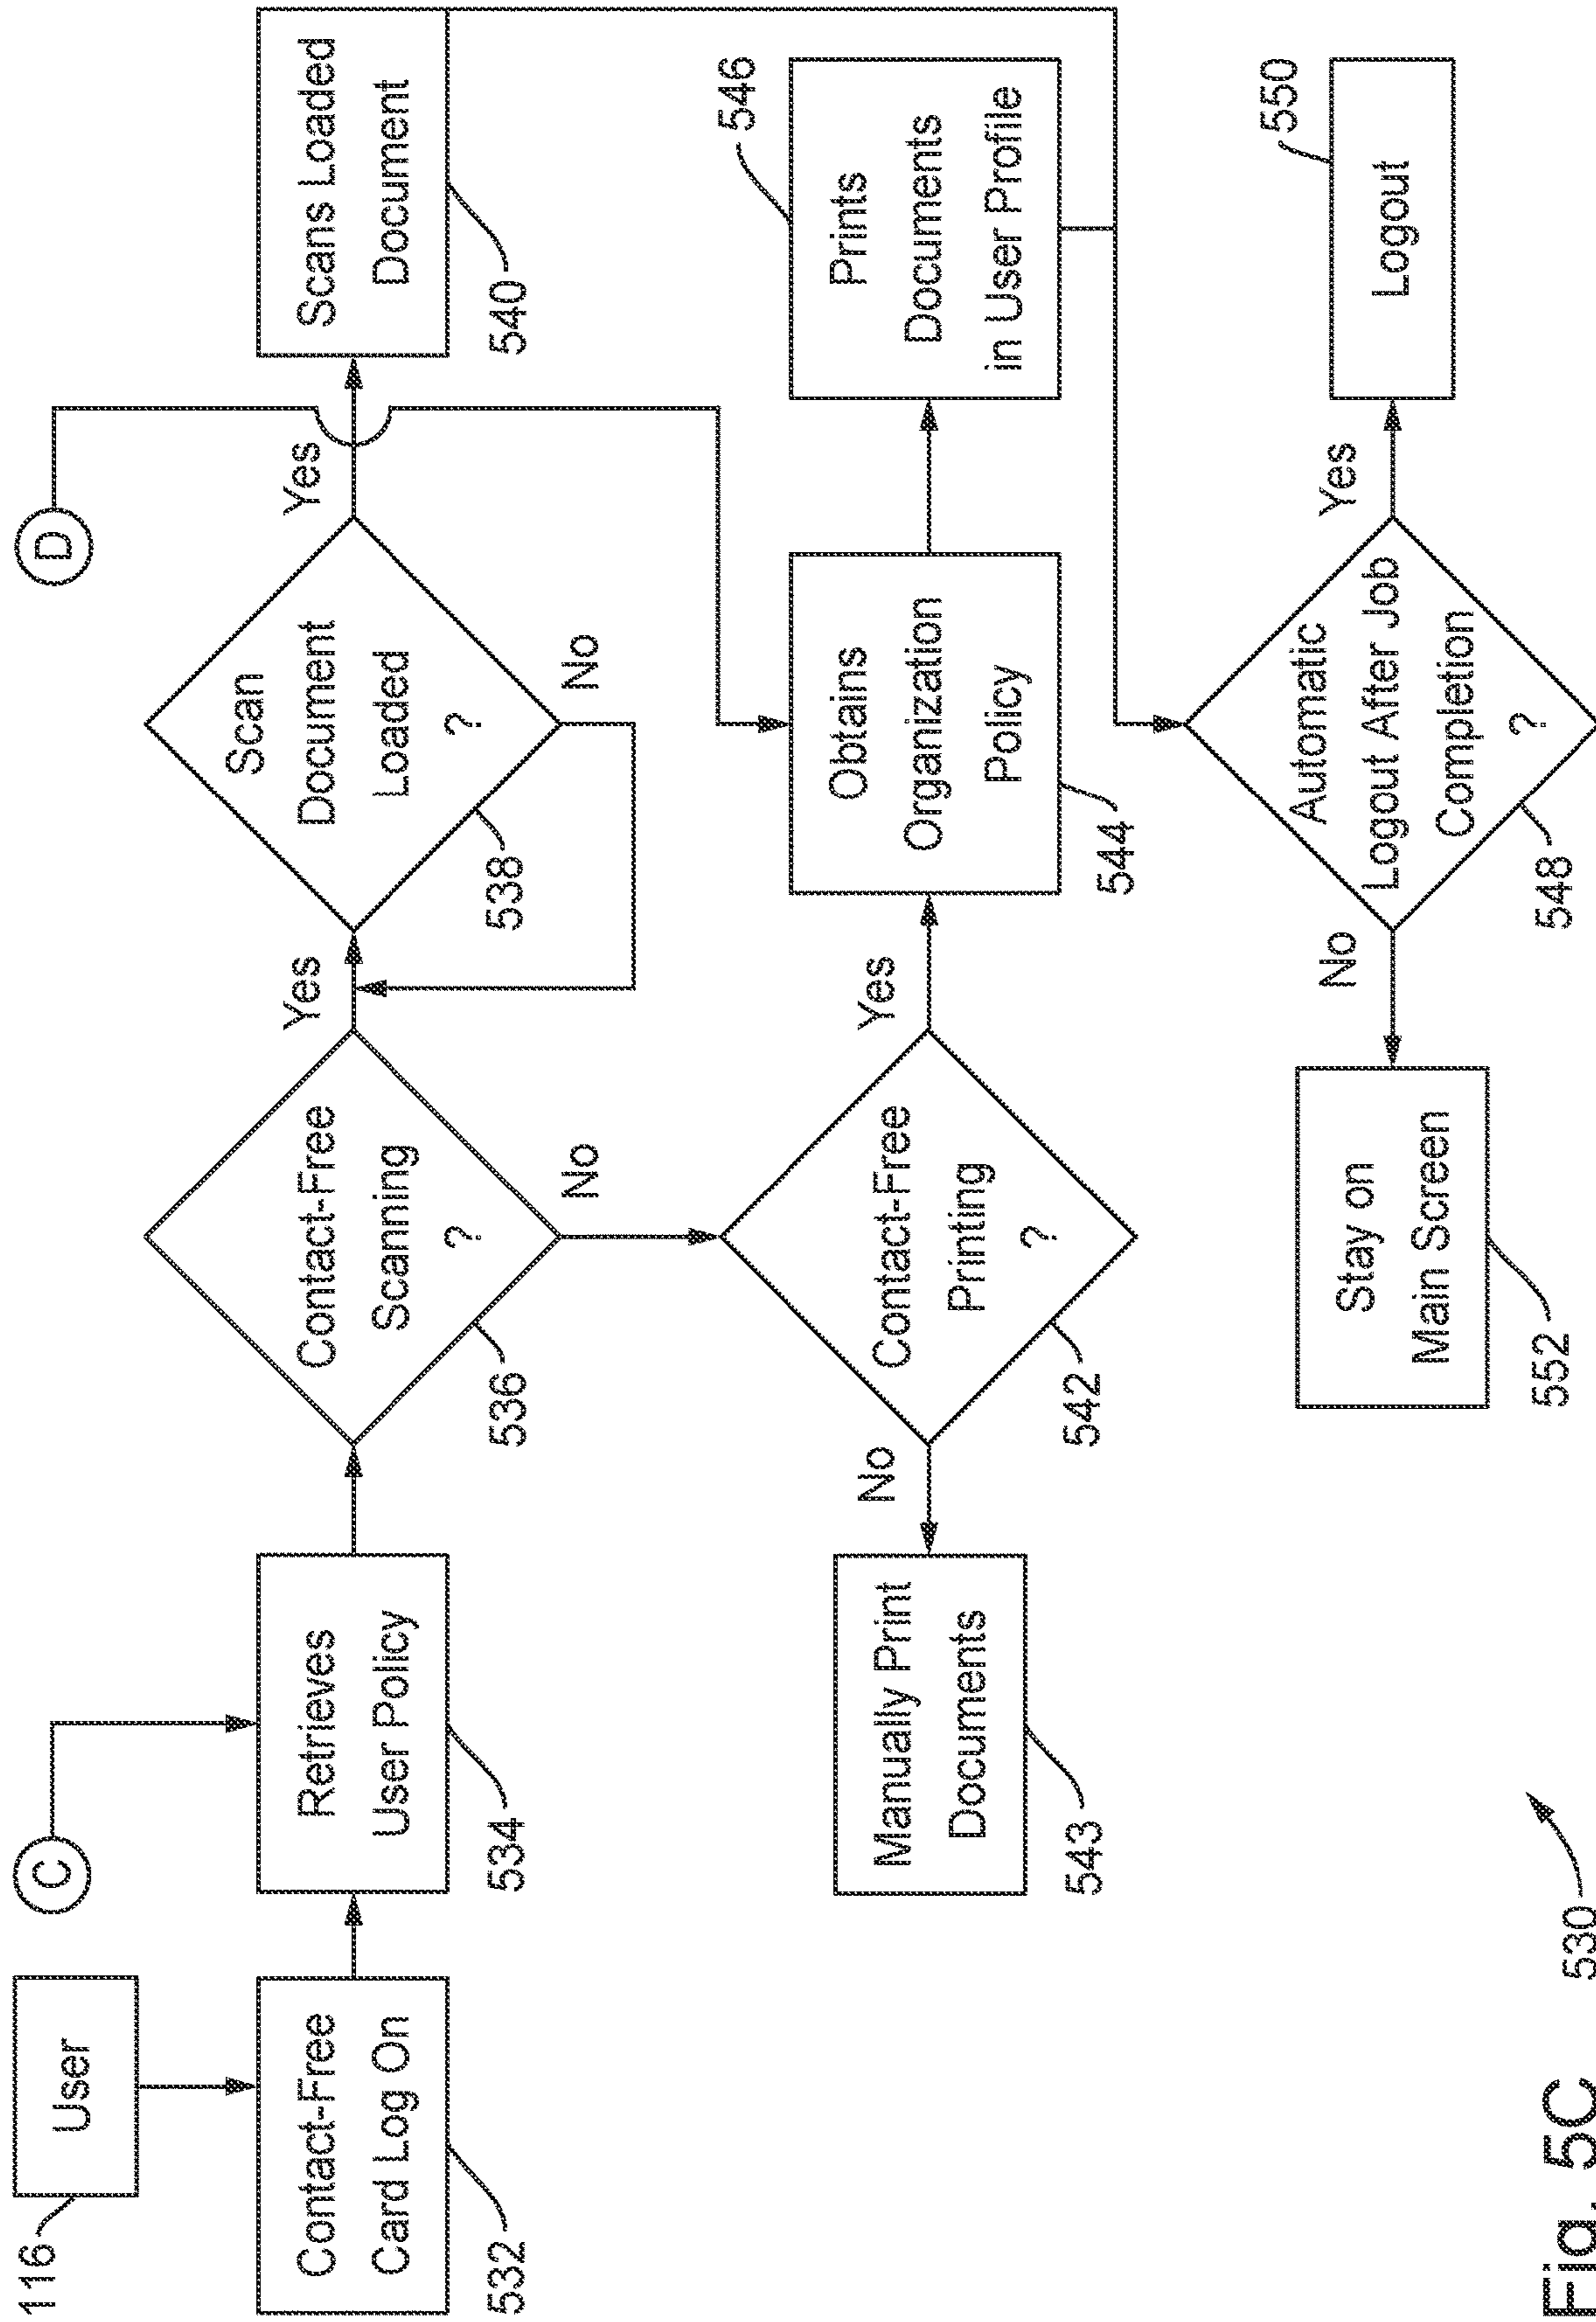 116
User
C
D
Contact-Free
Card Log On
532
Retrieves
User Policy
534
Contact-Free
Scanning
?
536
Yes
No
Scan
Document
Loaded
?
538
Yes
No
Scans Loaded
Document
540
Manually Print
Documents
543
No
Contact-Free
Printing
?
542
Yes
Obtains
Organization
Policy
544
Prints
Documents
in User Profile
546
Stay on
Main Screen
552
No
Automatic
Logout After Job
Completion
?
548
Yes
Logout
550
Fig. 5C
530